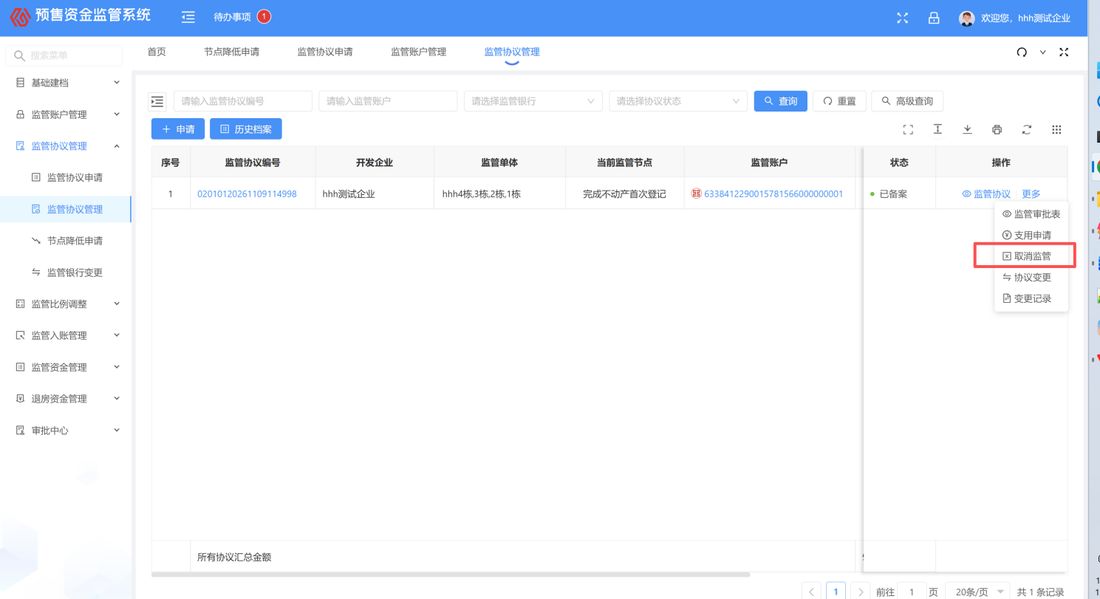 预售资金监管系统
待办事项 1
欢迎您，hhh测试企业
搜索菜单
首页 节点降低申请 监管协议申请 监管账户管理 监管协议管理
基础建档
监管账户管理
监管协议管理
监管协议申请
监管协议管理
节点降低申请
监管银行变更
监管比例调整
监管入账管理
监管资金管理
退房资金管理
审批中心
请输入监管协议编号 请输入监管账户 请选择监管银行 请选择协议状态 查询 重置 高级查询
申请 历史档案
序号 监管协议编号 开发企业 监管单体 当前监管节点 监管账户 状态 操作
1 02010120261109114998 hhh测试企业 hhh4栋,3栋,2栋,1栋 完成不动产首次登记 6338412290015781566000000001 已备案 监管协议 更多
监管审批表
支用申请
取消监管
协议变更
变更记录
所有协议汇总金额
1 前往 1 页 20条/页 共 1 条记录